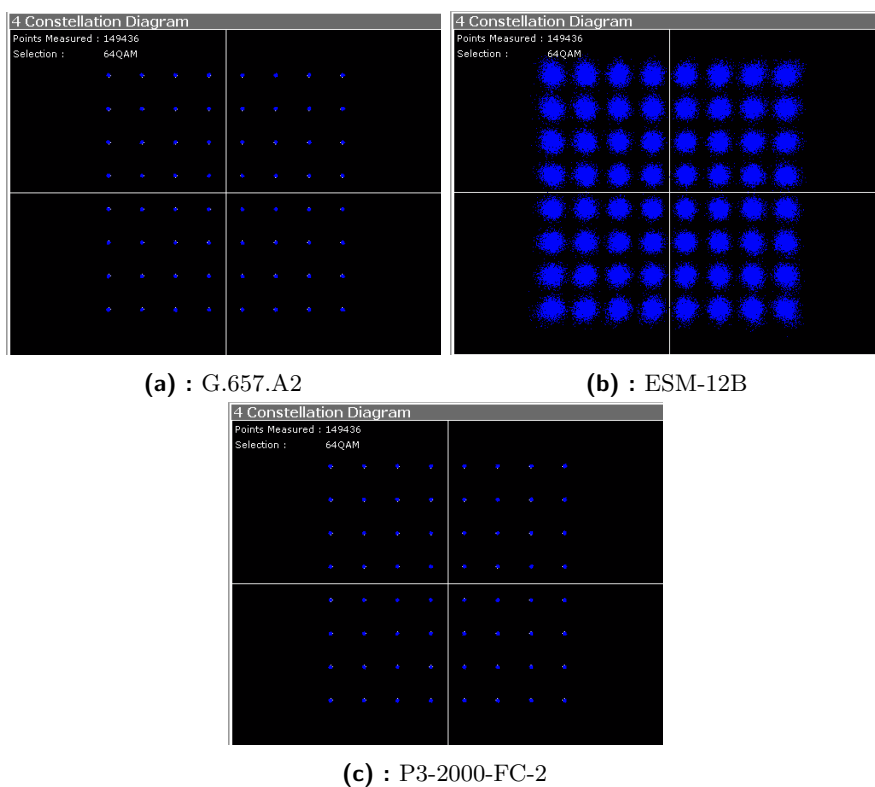 4 Constellation Diagram
Points Measured : 149436
Selection : 64QAM
4 Constellation Diagram
Points Measured : 149436
Selection : 64QAM
(a) : G.657.A2
(b) : ESM-12B
4 Constellation Diagram
Points Measured : 149436
Selection : 64QAM
(c) : P3-2000-FC-2